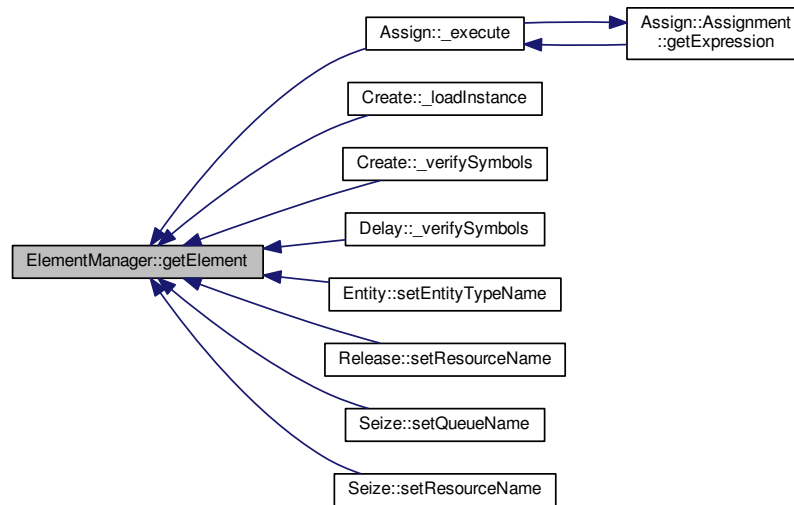 Assign::_execute
Assign::Assignment
::getExpression
Create::_loadInstance
Create::_verifySymbols
Delay::_verifySymbols
ElementManager::getElement
Entity::setEntityTypeName
Release::setResourceName
Seize::setQueueName
Seize::setResourceName